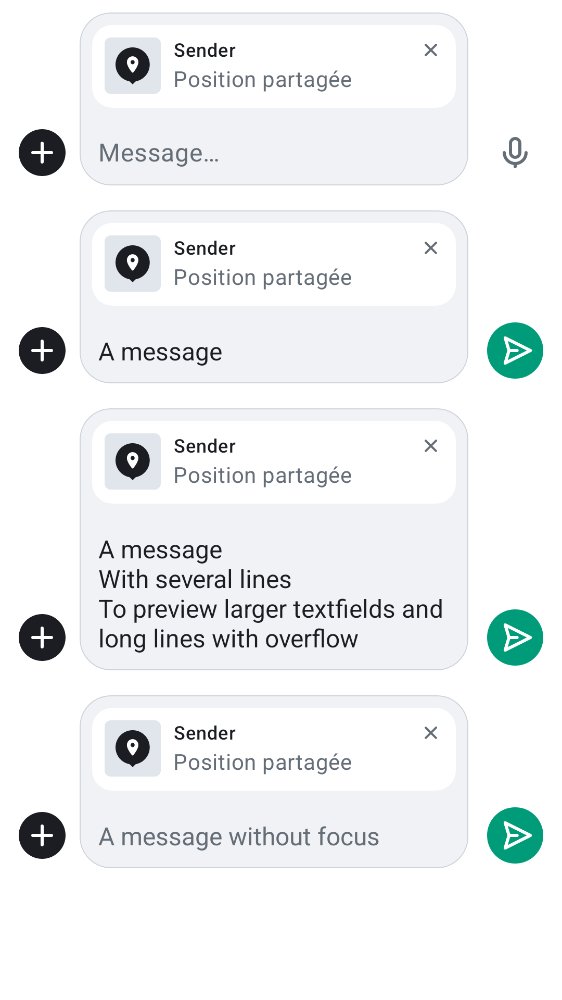 Sender
Position partagée
Message…
Sender
Position partagée
A message
Sender
Position partagée
A message
With several lines
To preview larger textfields and
long lines with overflow
Sender
Position partagée
A message without focus